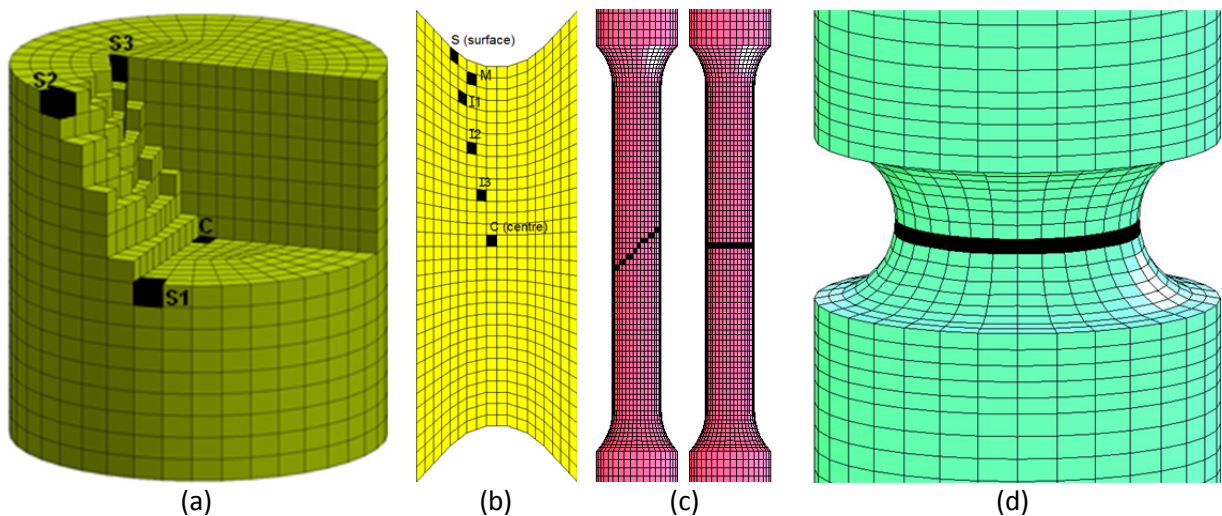 S3
S2
C
S1
S (surface)
M
I1
I2
I3
C (centre)
(a)
(b)
(c)
(d)